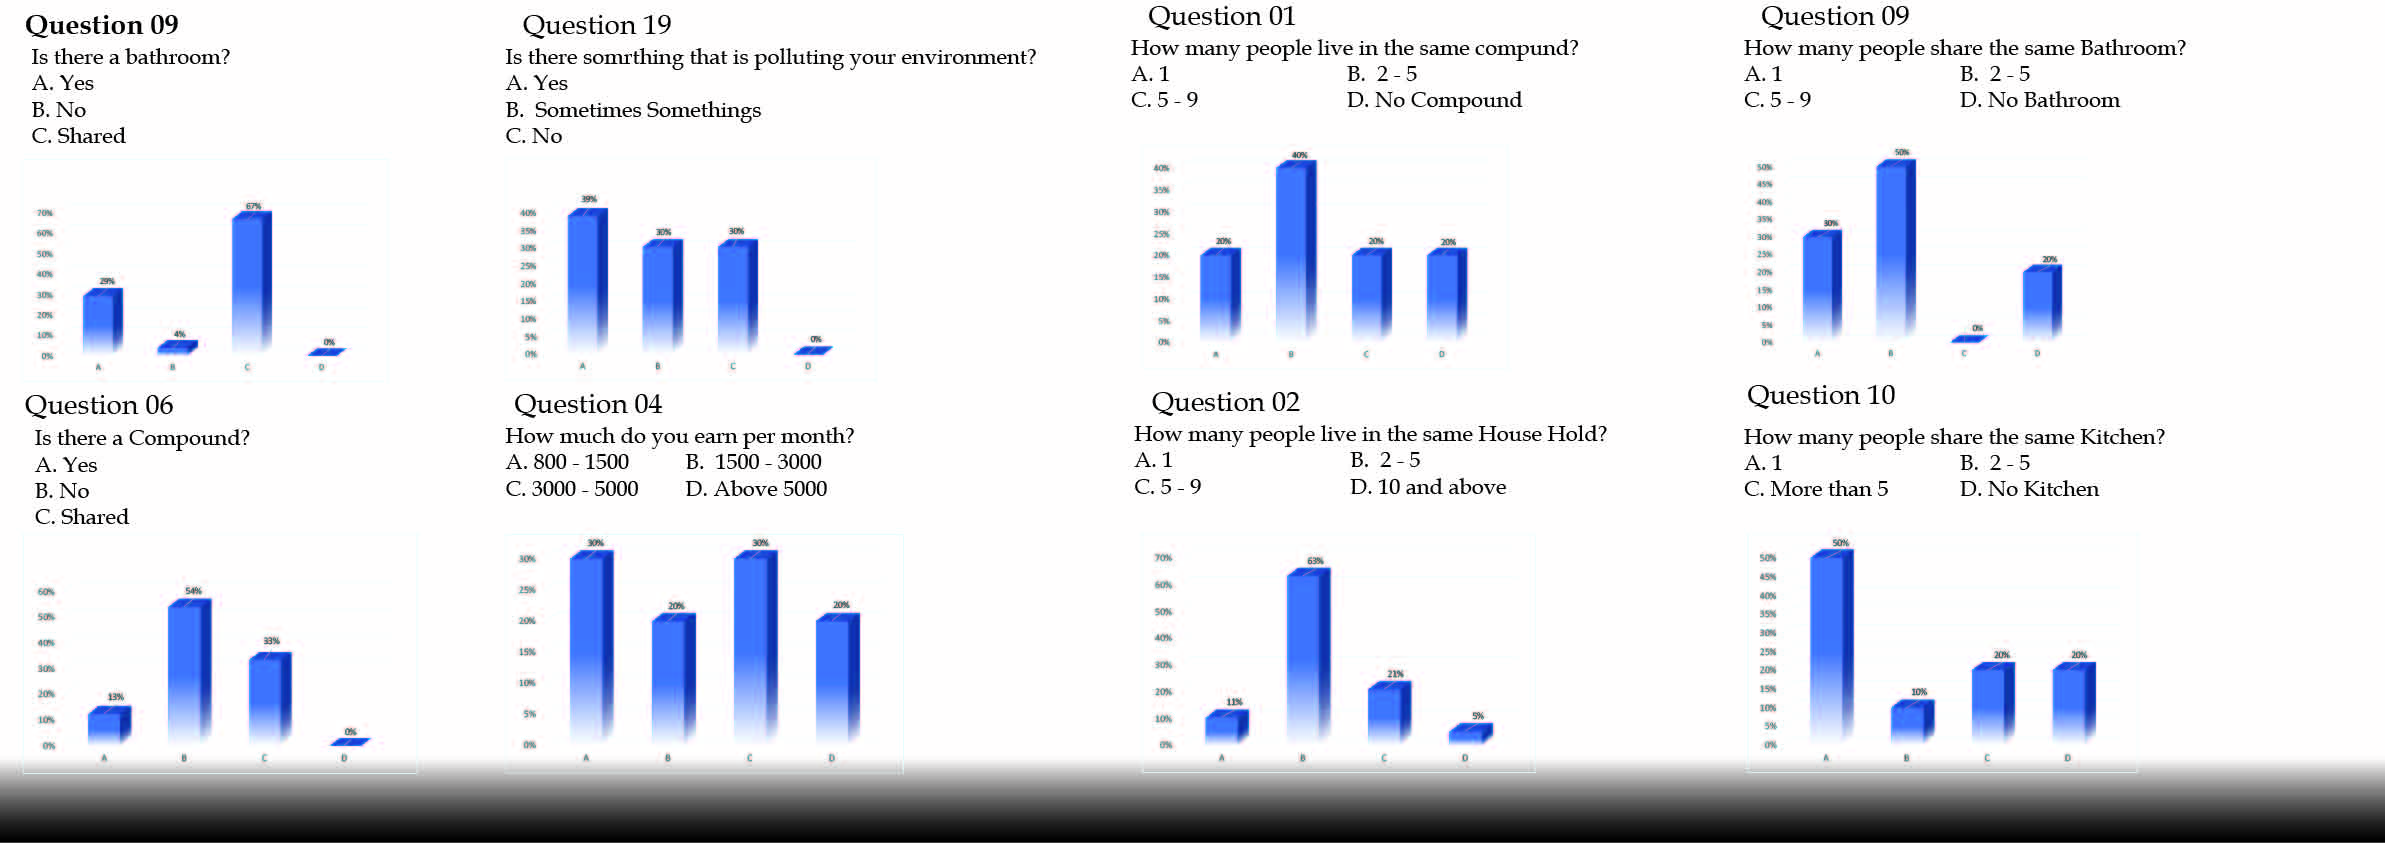 Question 09
Is there a bathroom?
A. Yes
B. No
C. Shared
70%
60%
50%
40%
30%
20%
10%
0%
29%
4%
67%
0%
A B C D
Question 19
Is there somrthing that is polluting your environment?
A. Yes
B. Sometimes Somethings
C. No
40%
35%
30%
25%
20%
15%
10%
5%
0%
39%
30%
30%
0%
A B C D
Question 01
How many people live in the same compund?
A. 1 B. 2 - 5
C. 5 - 9 D. No Compound
40%
35%
30%
25%
20%
15%
10%
5%
0%
20%
40%
20%
20%
A B C D
Question 09
How many people share the same Bathroom?
A. 1 B. 2 - 5
C. 5 - 9 D. No Bathroom
50%
45%
40%
35%
30%
25%
20%
15%
10%
5%
0%
30%
50%
0%
20%
A B C D
Question 06
Is there a Compound?
A. Yes
B. No
C. Shared
60%
50%
40%
30%
20%
10%
0%
13%
54%
33%
0%
A B C D
Question 04
How much do you earn per month?
A. 800 - 1500 B. 1500 - 3000
C. 3000 - 5000 D. Above 5000
30%
25%
20%
15%
10%
5%
0%
30%
20%
30%
20%
A B C D
Question 02
How many people live in the same House Hold?
A. 1 B. 2 - 5
C. 5 - 9 D. 10 and above
70%
60%
50%
40%
30%
20%
10%
0%
11%
63%
21%
5%
A B C D
Question 10
How many people share the same Kitchen?
A. 1 B. 2 - 5
C. More than 5 D. No Kitchen
50%
45%
40%
35%
30%
25%
20%
15%
10%
5%
0%
50%
10%
20%
20%
A B C D